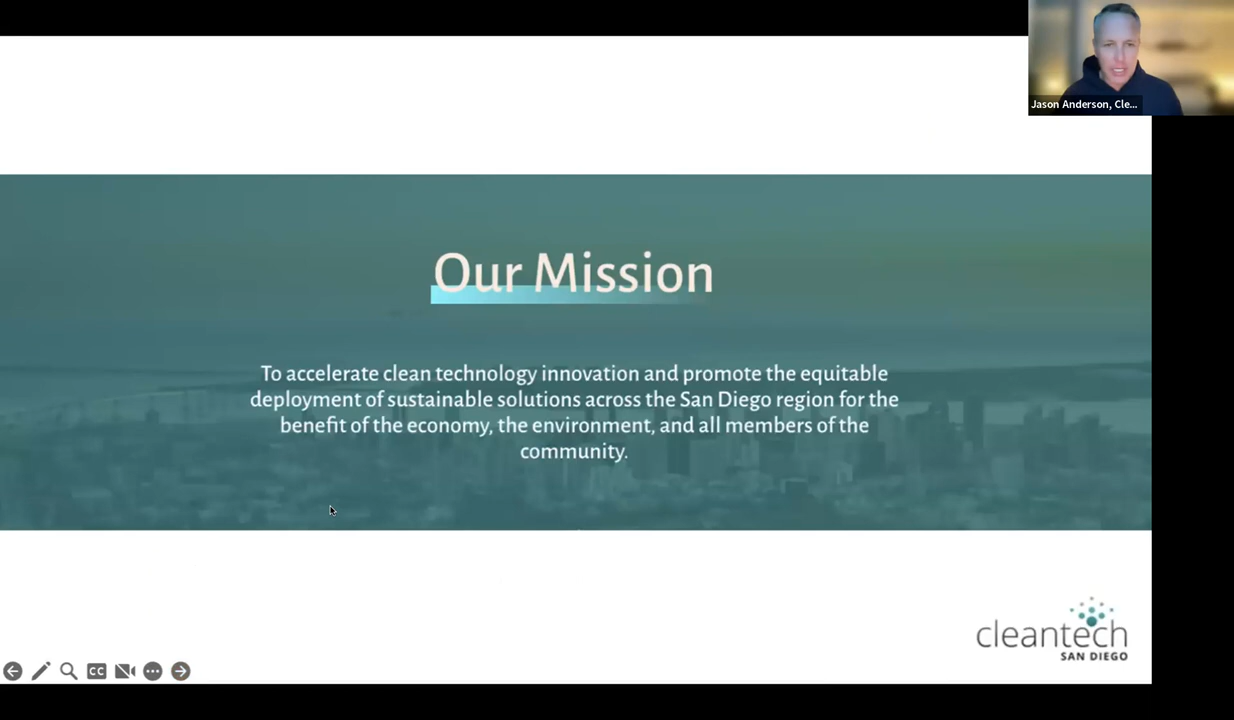 Jason Anderson, Cle...
Our Mission
To accelerate clean technology innovation and promote the equitable
deployment of sustainable solutions across the San Diego region for the
benefit of the economy, the environment, and all members of the
community.
cleantech
SAN DIEGO
CC